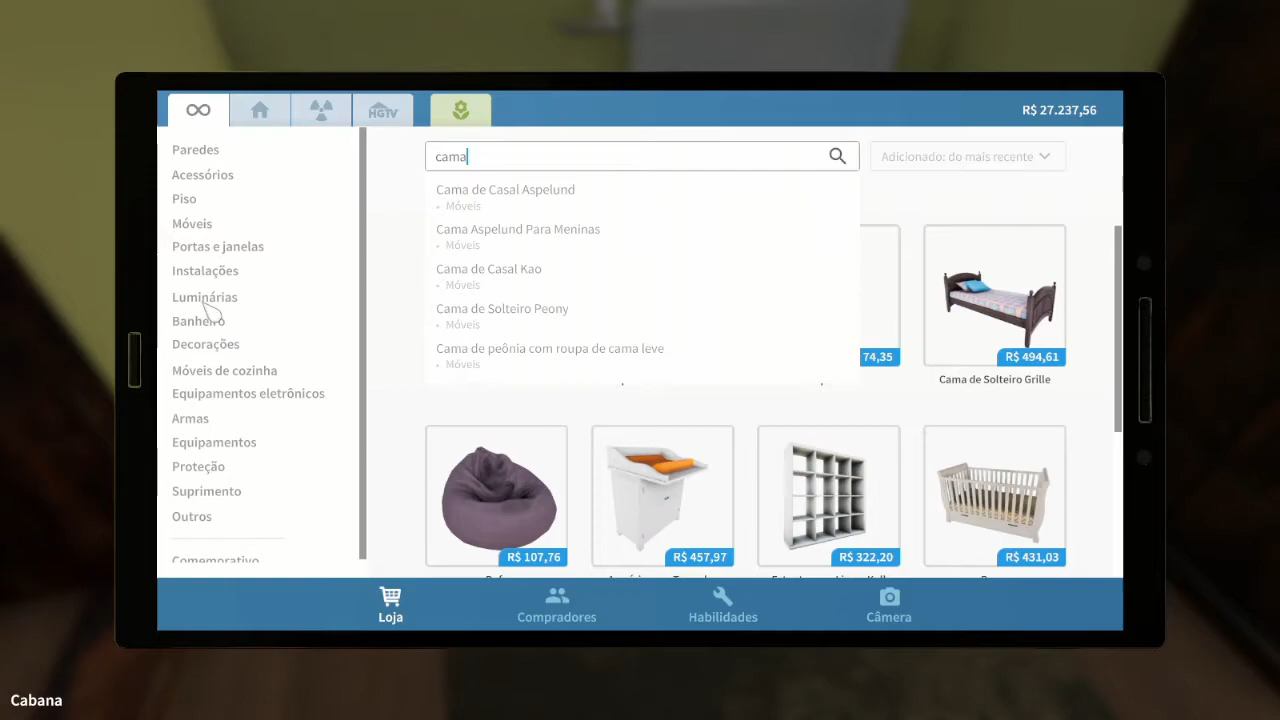 HGTV
R$ 27.237,56
Paredes
Acessórios
Piso
Móveis
Portas e janelas
Instalações
Luminárias
Banheiro
Decorações
Móveis de cozinha
Equipamentos eletrônicos
Armas
Equipamentos
Proteção
Suprimento
Outros
Comemorativo
cama
Adicionado: do mais recente
Cama de Casal Aspelund
• Móveis
Cama Aspelund Para Meninas
• Móveis
Cama de Casal Kao
• Móveis
Cama de Solteiro Peony
• Móveis
Cama de peônia com roupa de cama leve
• Móveis
74,35
R$ 494,61
Cama de Solteiro Grille
R$ 107,76
R$ 457,97
R$ 322,20
R$ 431,03
Loja
Compradores
Habilidades
Câmera
Cabana